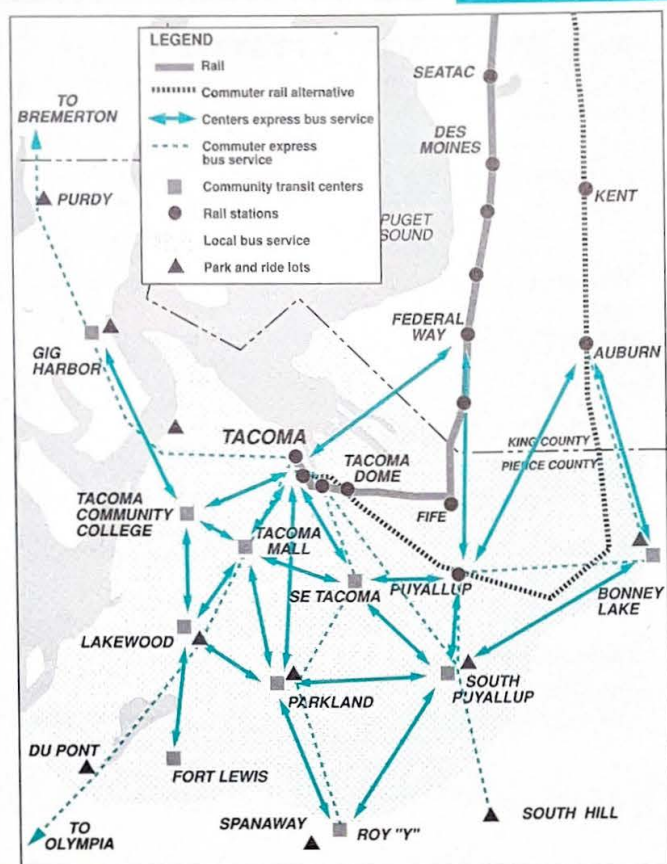 LEGEND
Rail
Commuter rail alternative
Centers express bus service
Commuter express
bus service
Community transit centers
Rail stations
Local bus service
Park and ride lots
TO
BREMERTON
PURDY
SEATAC
DES
MOINES
KENT
PUGET
SOUND
FEDERAL
WAY
AUBURN
GIG
HARBOR
TACOMA
KING COUNTY
PIERCE COUNTY
TACOMA
DOME
FIFE
TACOMA
COMMUNITY
COLLEGE
TACOMA
MALL
SE TACOMA
PUYALLUP
BONNEY
LAKE
LAKEWOOD
PARKLAND
SOUTH
PUYALLUP
DU PONT
FORT LEWIS
SPANAWAY
ROY "Y"
SOUTH HILL
TO
OLYMPIA